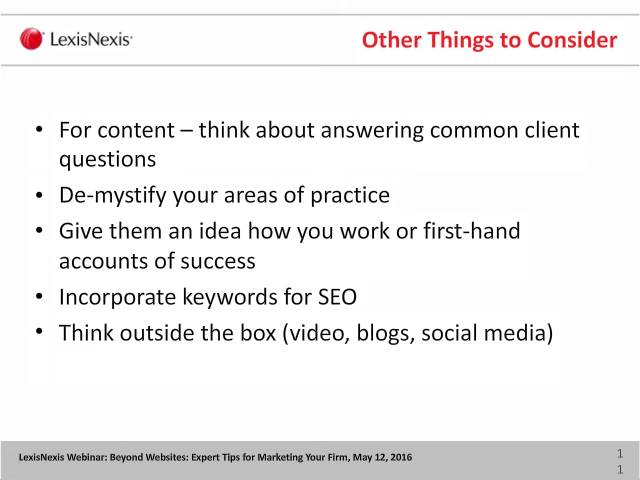 LexisNexis
Other Things to Consider
• For content – think about answering common client
questions
• De-mystify your areas of practice
• Give them an idea how you work or first-hand
accounts of success
• Incorporate keywords for SEO
• Think outside the box (video, blogs, social media)
LexisNexis Webinar: Beyond Websites: Expert Tips for Marketing Your Firm, May 12, 2016
1
1